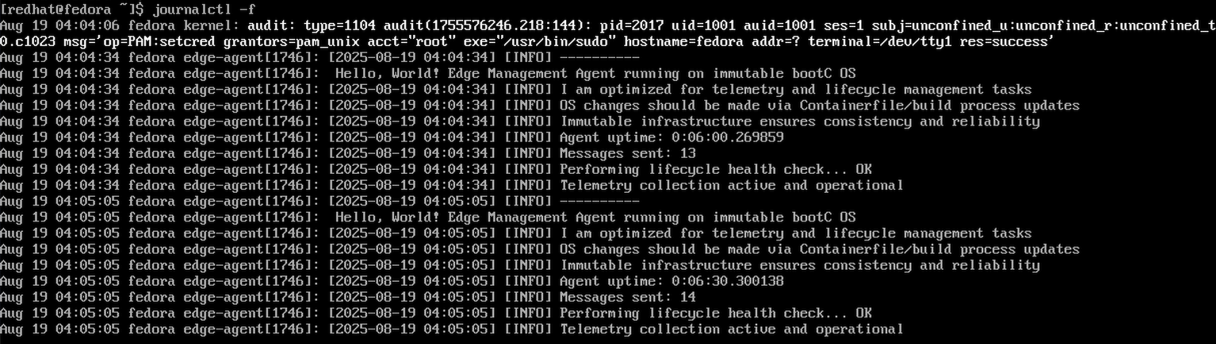 [redhat@fedora ~]$ journalctl -f
Aug 19 04:04:06 fedora kernel: audit: type=1104 audit(1755576246.218:144): pid=2017 uid=1001 auid=1001 ses=1 subj=unconfined_u:unconfined_r:unconfined_t
0.c1023 msg='op=PAM:setcred grantors=pam_unix acct="root" exe="/usr/bin/sudo" hostname=fedora addr=? terminal=/dev/tty1 res=success'
Aug 19 04:04:34 fedora edge-agent[1746]: [2025-08-19 04:04:34] [INFO] ----------
Aug 19 04:04:34 fedora edge-agent[1746]:  Hello, World! Edge Management Agent running on immutable bootC OS
Aug 19 04:04:34 fedora edge-agent[1746]: [2025-08-19 04:04:34] [INFO] I am optimized for telemetry and lifecycle management tasks
Aug 19 04:04:34 fedora edge-agent[1746]: [2025-08-19 04:04:34] [INFO] OS changes should be made via Containerfile/build process updates
Aug 19 04:04:34 fedora edge-agent[1746]: [2025-08-19 04:04:34] [INFO] Immutable infrastructure ensures consistency and reliability
Aug 19 04:04:34 fedora edge-agent[1746]: [2025-08-19 04:04:34] [INFO] Agent uptime: 0:06:00.269859
Aug 19 04:04:34 fedora edge-agent[1746]: [2025-08-19 04:04:34] [INFO] Messages sent: 13
Aug 19 04:04:34 fedora edge-agent[1746]: [2025-08-19 04:04:34] [INFO] Performing lifecycle health check... OK
Aug 19 04:04:34 fedora edge-agent[1746]: [2025-08-19 04:04:34] [INFO] Telemetry collection active and operational
Aug 19 04:05:05 fedora edge-agent[1746]: [2025-08-19 04:05:05] [INFO] ----------
Aug 19 04:05:05 fedora edge-agent[1746]:  Hello, World! Edge Management Agent running on immutable bootC OS
Aug 19 04:05:05 fedora edge-agent[1746]: [2025-08-19 04:05:05] [INFO] I am optimized for telemetry and lifecycle management tasks
Aug 19 04:05:05 fedora edge-agent[1746]: [2025-08-19 04:05:05] [INFO] OS changes should be made via Containerfile/build process updates
Aug 19 04:05:05 fedora edge-agent[1746]: [2025-08-19 04:05:05] [INFO] Immutable infrastructure ensures consistency and reliability
Aug 19 04:05:05 fedora edge-agent[1746]: [2025-08-19 04:05:05] [INFO] Agent uptime: 0:06:30.300138
Aug 19 04:05:05 fedora edge-agent[1746]: [2025-08-19 04:05:05] [INFO] Messages sent: 14
Aug 19 04:05:05 fedora edge-agent[1746]: [2025-08-19 04:05:05] [INFO] Performing lifecycle health check... OK
Aug 19 04:05:05 fedora edge-agent[1746]: [2025-08-19 04:05:05] [INFO] Telemetry collection active and operational